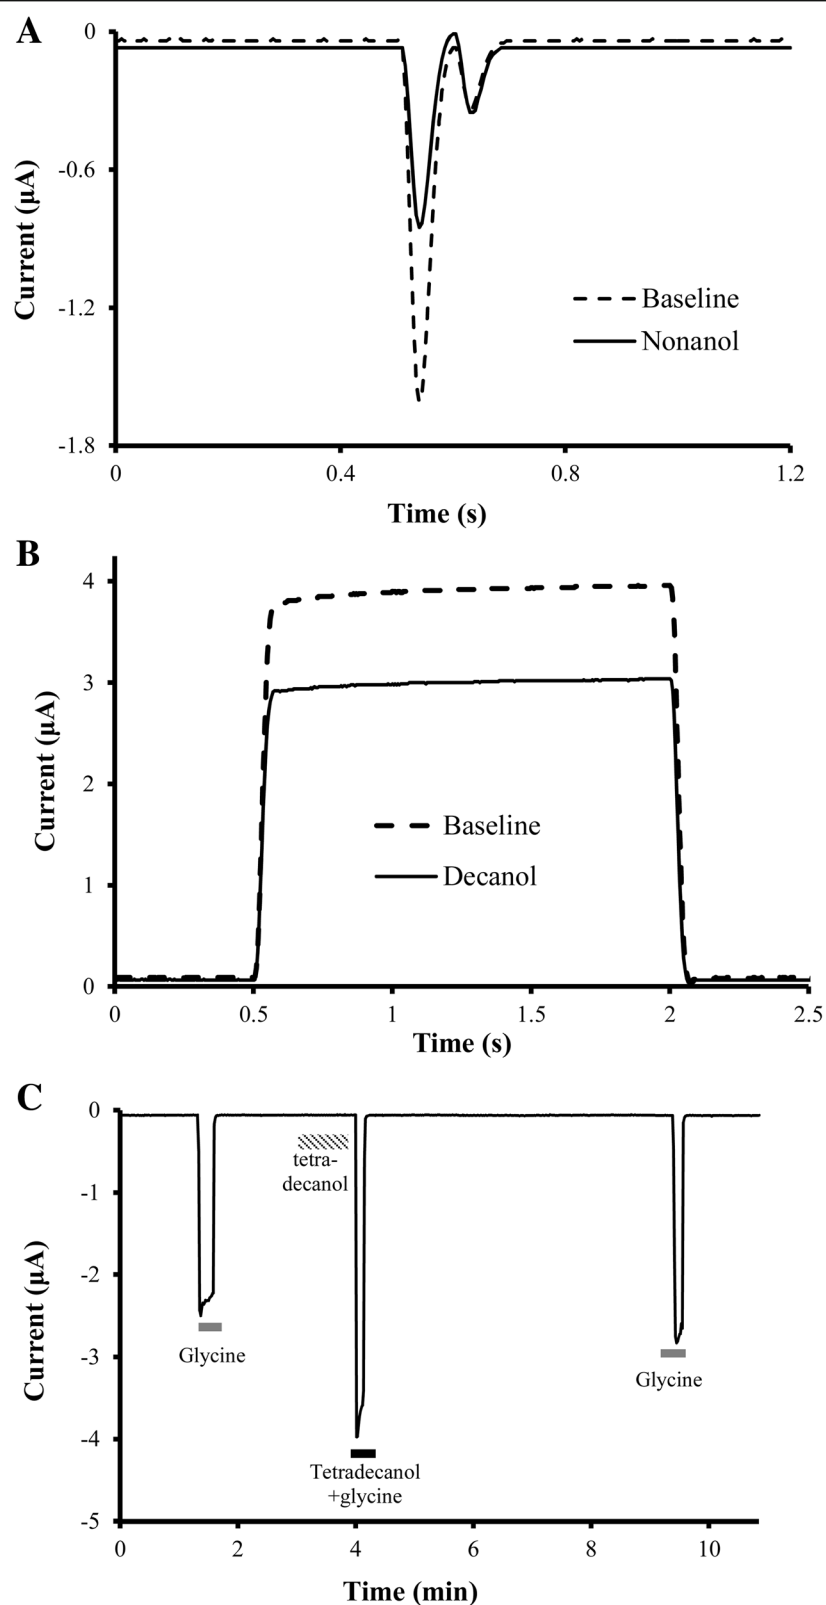 A
0
-0.6
-1.2
-1.8
Current (µA)
Baseline
Nonanol
0
0.4
0.8
1.2
Time (s)
B
4
3
2
1
0
Current (µA)
Baseline
Decanol
0
0.5
1
1.5
2
2.5
Time (s)
C
0
-1
-2
-3
-4
-5
Current (µA)
tetra-
decanol
Glycine
Glycine
Tetradecanol
+glycine
0
2
4
6
8
10
Time (min)